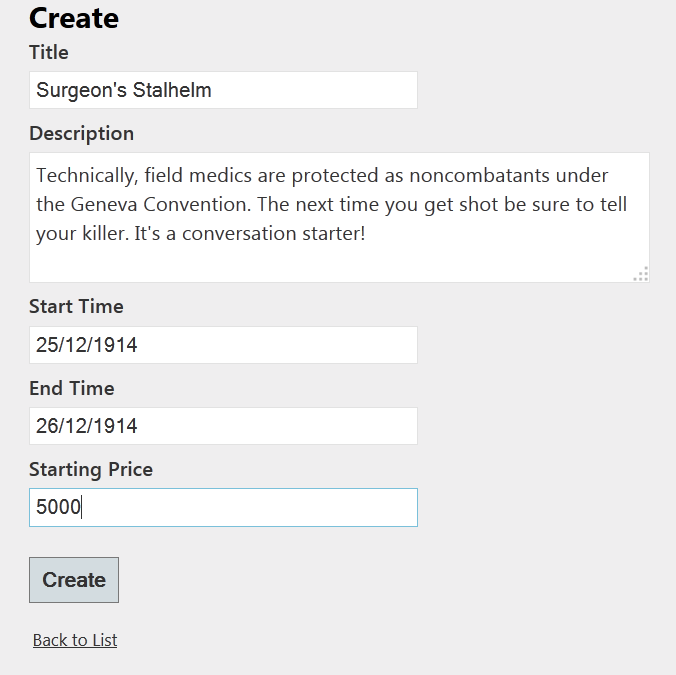 Create
Title
Surgeon's Stalhelm
Description
Technically, field medics are protected as noncombatants under
the Geneva Convention. The next time you get shot be sure to tell
your killer. It's a conversation starter!
Start Time
25/12/1914
End Time
26/12/1914
Starting Price
5000
Create
Back to List